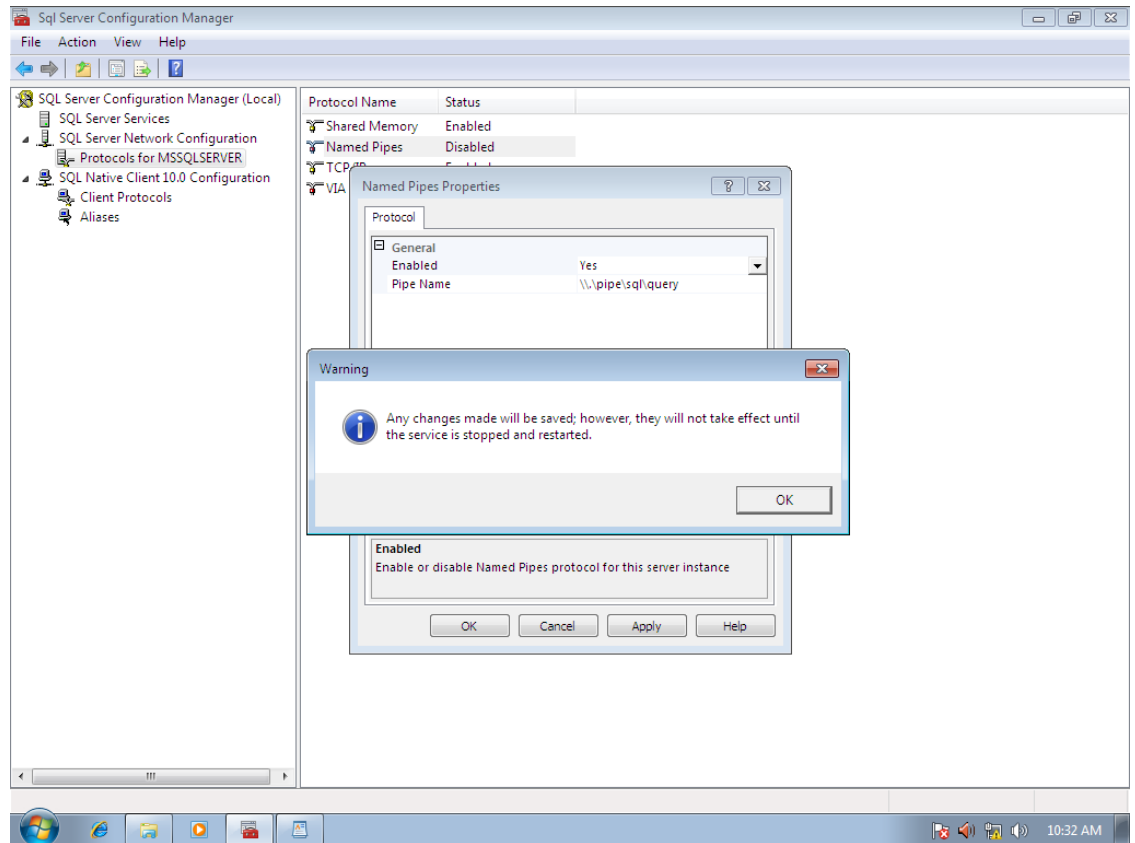 Sql Server Configuration Manager
File Action View Help
SQL Server Configuration Manager (Local)
SQL Server Services
SQL Server Network Configuration
Protocols for MSSQLSERVER
SQL Native Client 10.0 Configuration
Client Protocols
Aliases
Protocol Name Status
Shared Memory Enabled
Named Pipes Disabled
TCP/IP Enabled
VIA
Named Pipes Properties
Protocol
General
Enabled Yes
Pipe Name \\.\pipe\sql\query
Warning
Any changes made will be saved; however, they will not take effect until
the service is stopped and restarted.
OK
Enabled
Enable or disable Named Pipes protocol for this server instance
OK Cancel Apply Help
10:32 AM